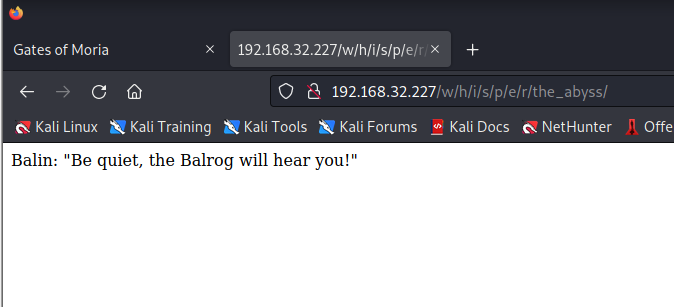 Gates of Moria
192.168.32.227/w/h/i/s/p/e/r/
192.168.32.227/w/h/i/s/p/e/r/the_abyss/
Kali Linux Kali Training Kali Tools Kali Forums Kali Docs NetHunter Offe
Balin: "Be quiet, the Balrog will hear you!"